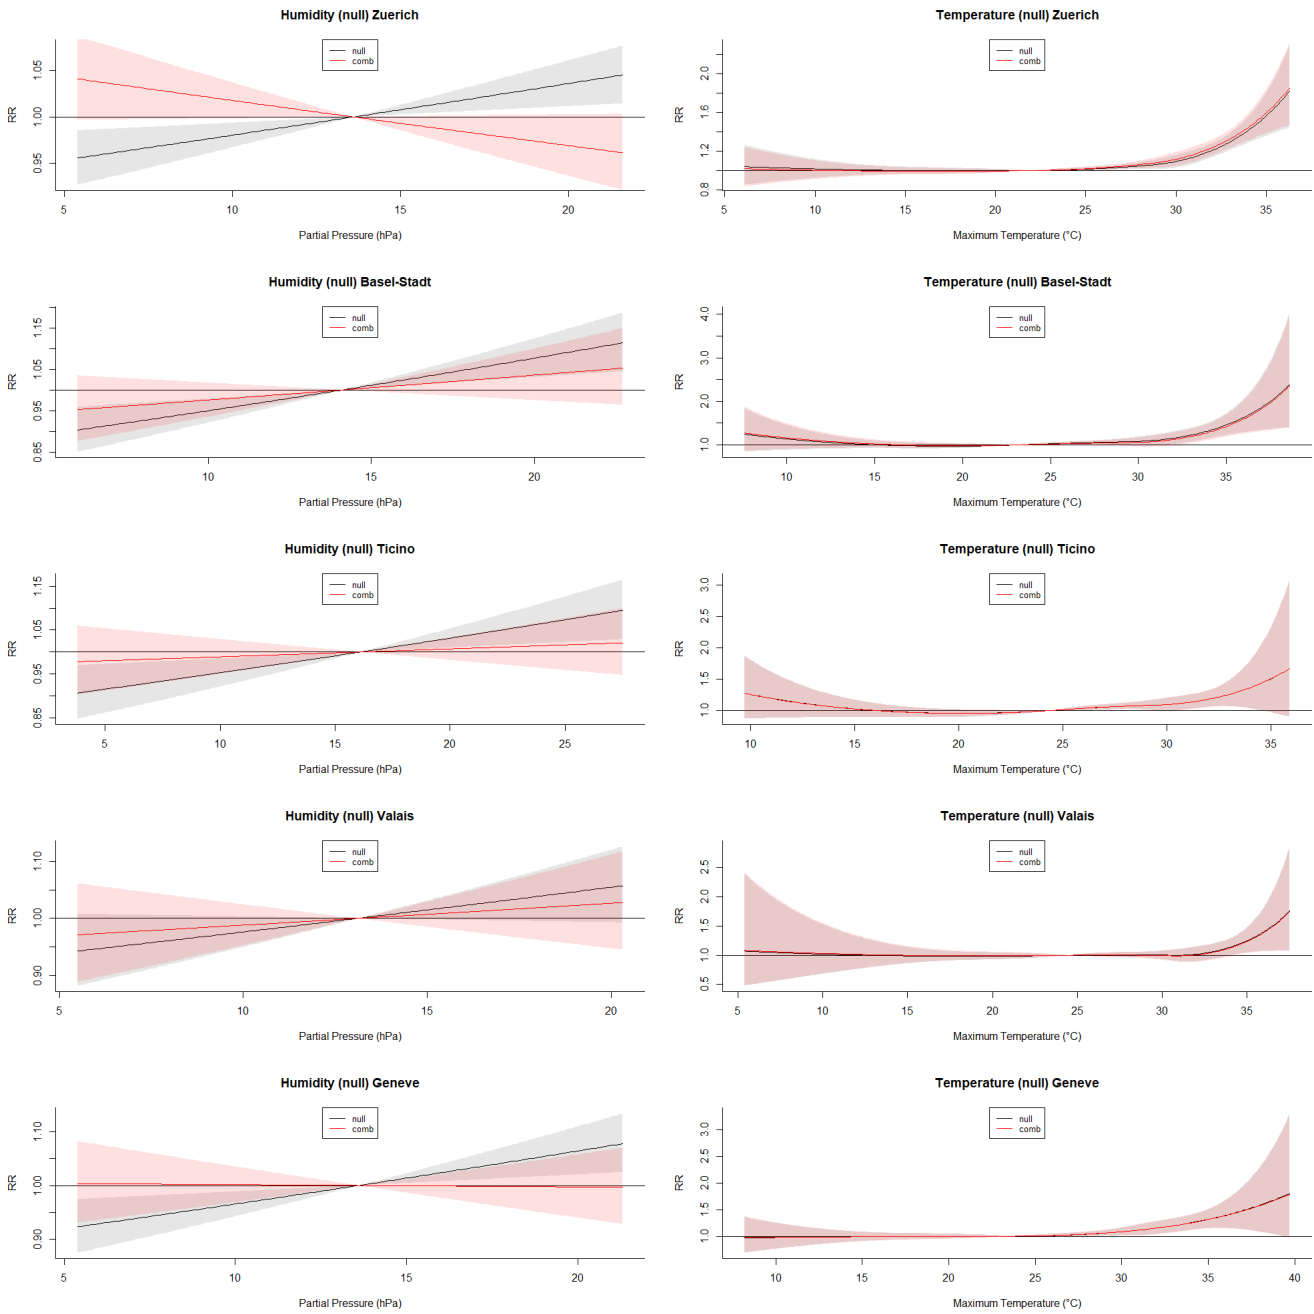 Humidity (null) Zuerich
RR
0.95 1.00 1.05
null
comb
5 10 15 20
Partial Pressure (hPa)
Temperature (null) Zuerich
RR
0.8 1.2 1.6 2.0
null
comb
5 10 15 20 25 30 35
Maximum Temperature (°C)
Humidity (null) Basel-Stadt
RR
0.85 0.95 1.05 1.15
null
comb
10 15 20
Partial Pressure (hPa)
Temperature (null) Basel-Stadt
RR
1.0 2.0 3.0 4.0
null
comb
10 15 20 25 30 35
Maximum Temperature (°C)
Humidity (null) Ticino
RR
0.85 0.95 1.05 1.15
null
comb
5 10 15 20 25
Partial Pressure (hPa)
Temperature (null) Ticino
RR
1.0 1.5 2.0 2.5 3.0
null
comb
10 15 20 25 30 35
Maximum Temperature (°C)
Humidity (null) Valais
RR
0.90 1.00 1.10
null
comb
5 10 15 20
Partial Pressure (hPa)
Temperature (null) Valais
RR
0.5 1.0 1.5 2.0 2.5
null
comb
5 10 15 20 25 30 35
Maximum Temperature (°C)
Humidity (null) Geneve
RR
0.90 1.00 1.10
null
comb
5 10 15 20
Partial Pressure (hPa)
Temperature (null) Geneve
RR
1.0 1.5 2.0 2.5 3.0
null
comb
10 15 20 25 30 35 40
Maximum Temperature (°C)